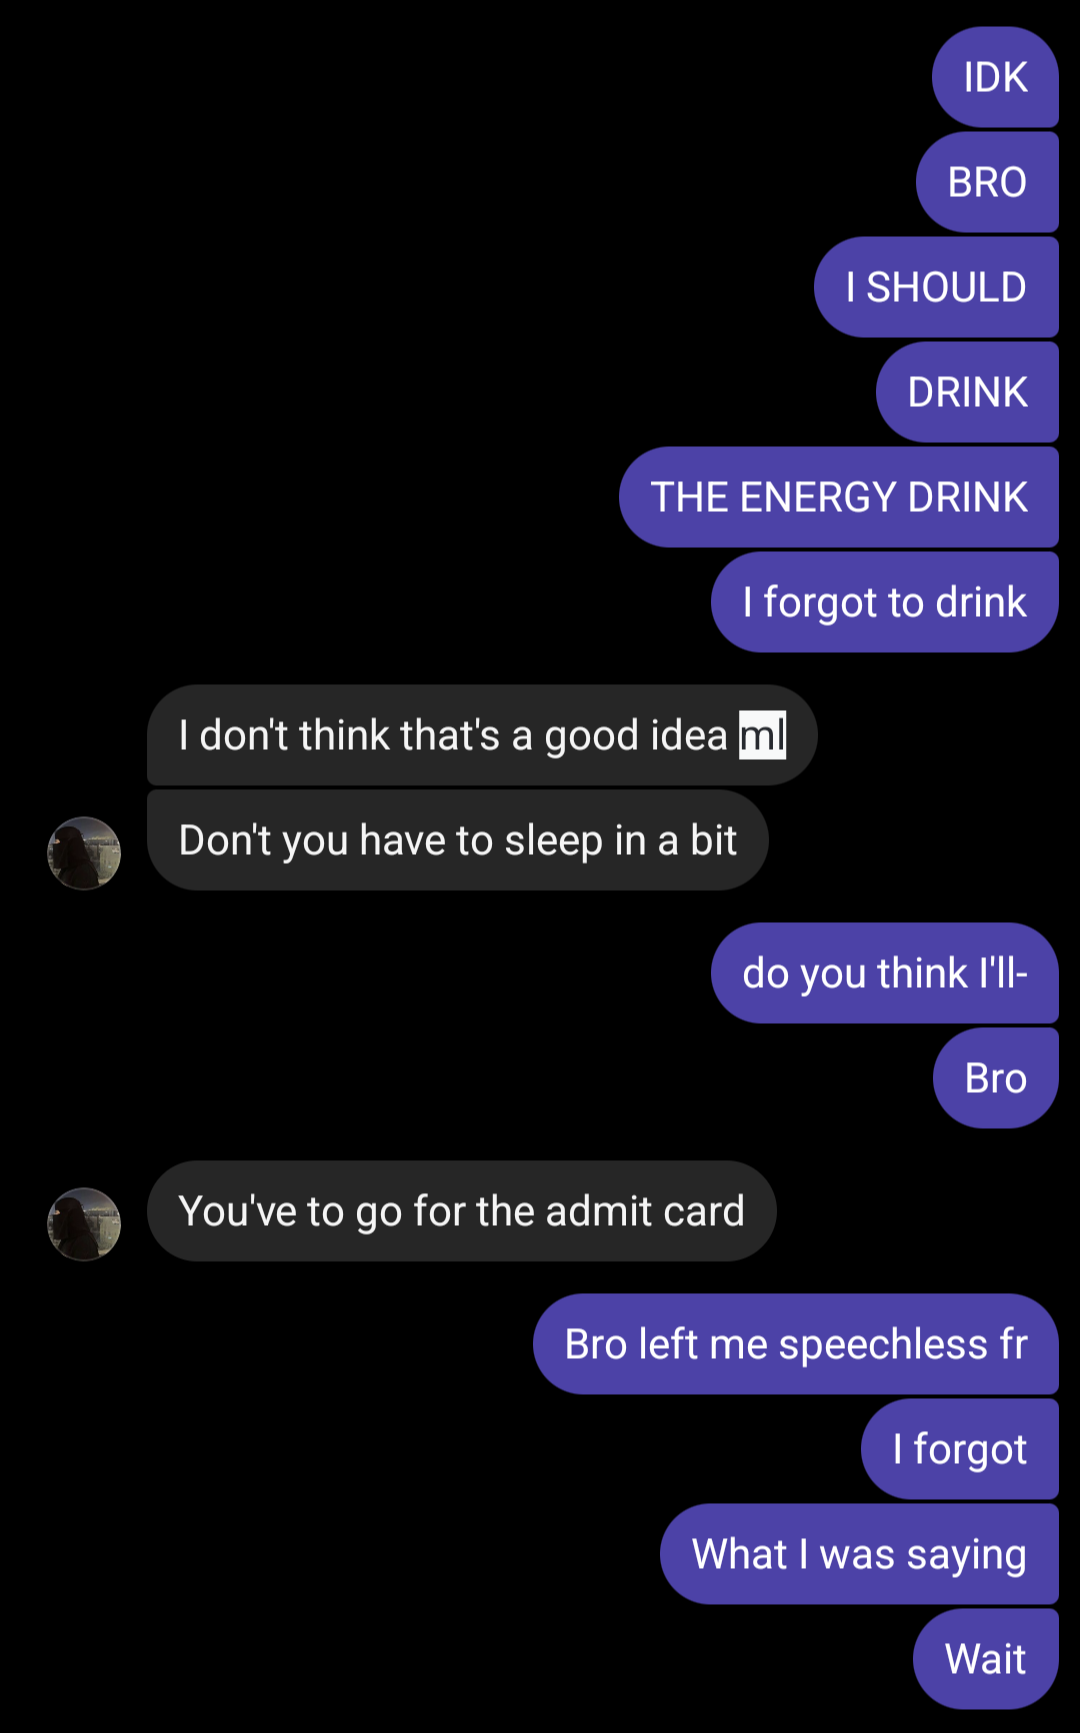 IDK
BRO
I SHOULD
DRINK
THE ENERGY DRINK
I forgot to drink
I don't think that's a good idea ml
Don't you have to sleep in a bit
do you think I'll-
Bro
You've to go for the admit card
Bro left me speechless fr
I forgot
What I was saying
Wait